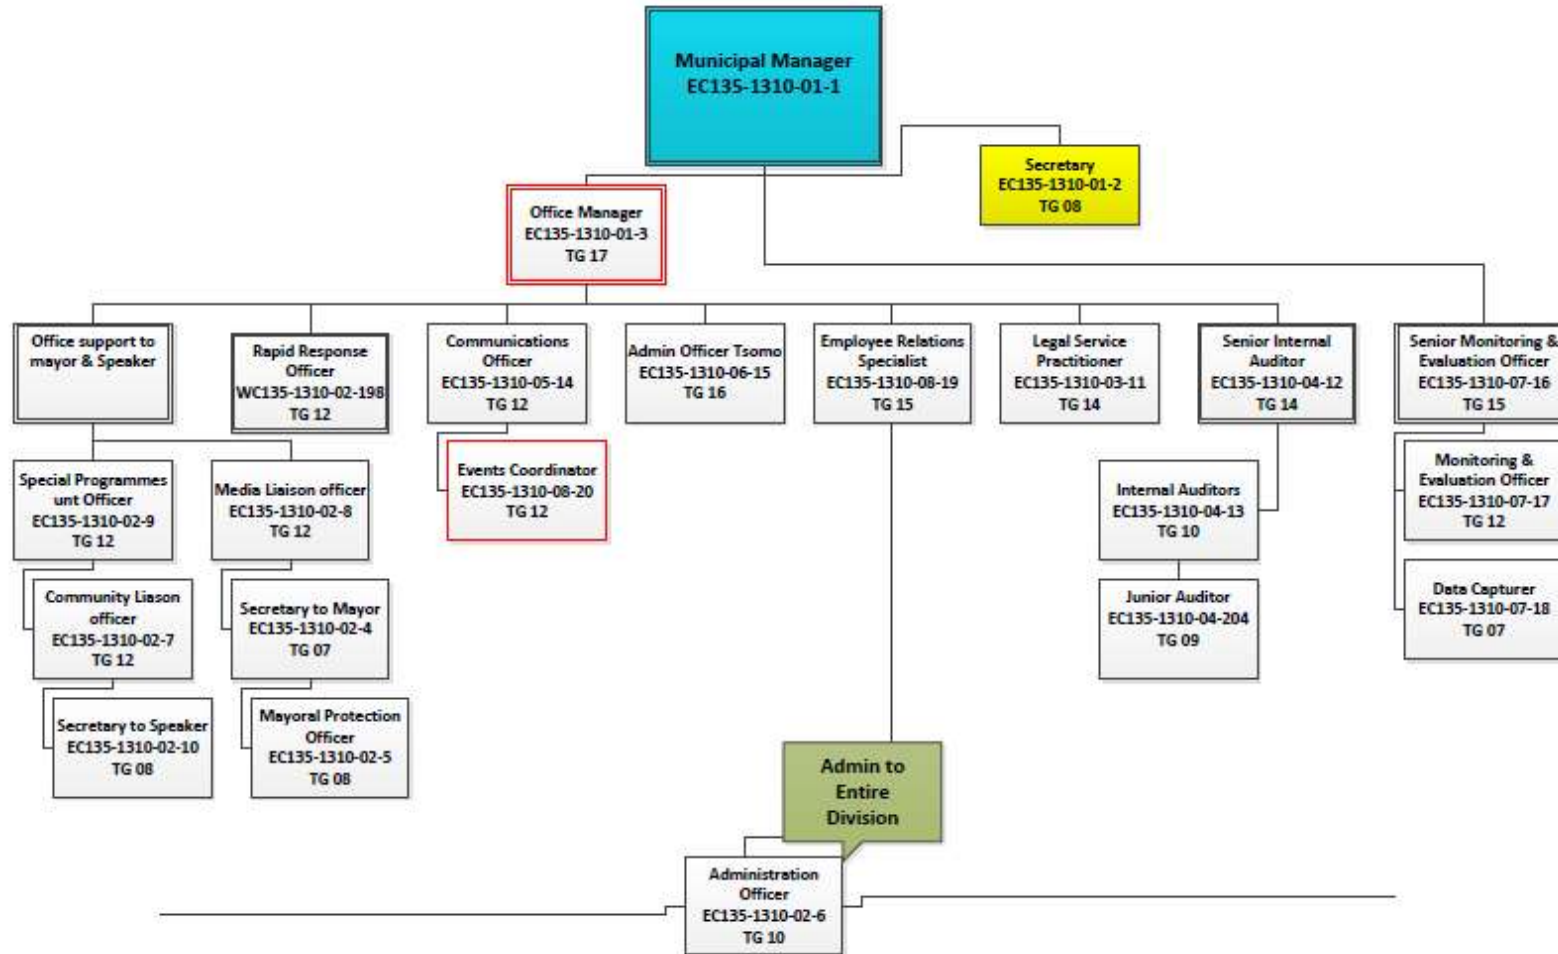 Municipal Manager
EC135-1310-01-1
Secretary
EC135-1310-01-2
TG 08
Office Manager
EC135-1310-01-3
TG 17
Office support to
mayor & Speaker
Rapid Response
Officer
WC135-1310-02-198
TG 12
Communications
Officer
EC135-1310-05-14
TG 12
Admin Officer Tsomo
EC135-1310-06-15
TG 16
Employee Relations
Specialist
EC135-1310-08-19
TG 15
Legal Service
Practitioner
EC135-1310-03-11
TG 14
Senior Internal
Auditor
EC135-1310-04-12
TG 14
Senior Monitoring &
Evaluation Officer
EC135-1310-07-16
TG 15
Special Programmes
unt Officer
EC135-1310-02-9
TG 12
Media Liaison officer
EC135-1310-02-8
TG 12
Events Coordinator
EC135-1310-08-20
TG 12
Internal Auditors
EC135-1310-04-13
TG 10
Monitoring &
Evaluation Officer
EC135-1310-07-17
TG 12
Community Liason
officer
EC135-1310-02-7
TG 12
Secretary to Mayor
EC135-1310-02-4
TG 07
Junior Auditor
EC135-1310-04-204
TG 09
Data Capturer
EC135-1310-07-18
TG 07
Secretary to Speaker
EC135-1310-02-10
TG 08
Mayoral Protection
Officer
EC135-1310-02-5
TG 08
Admin to
Entire
Division
Administration
Officer
EC135-1310-02-6
TG 10